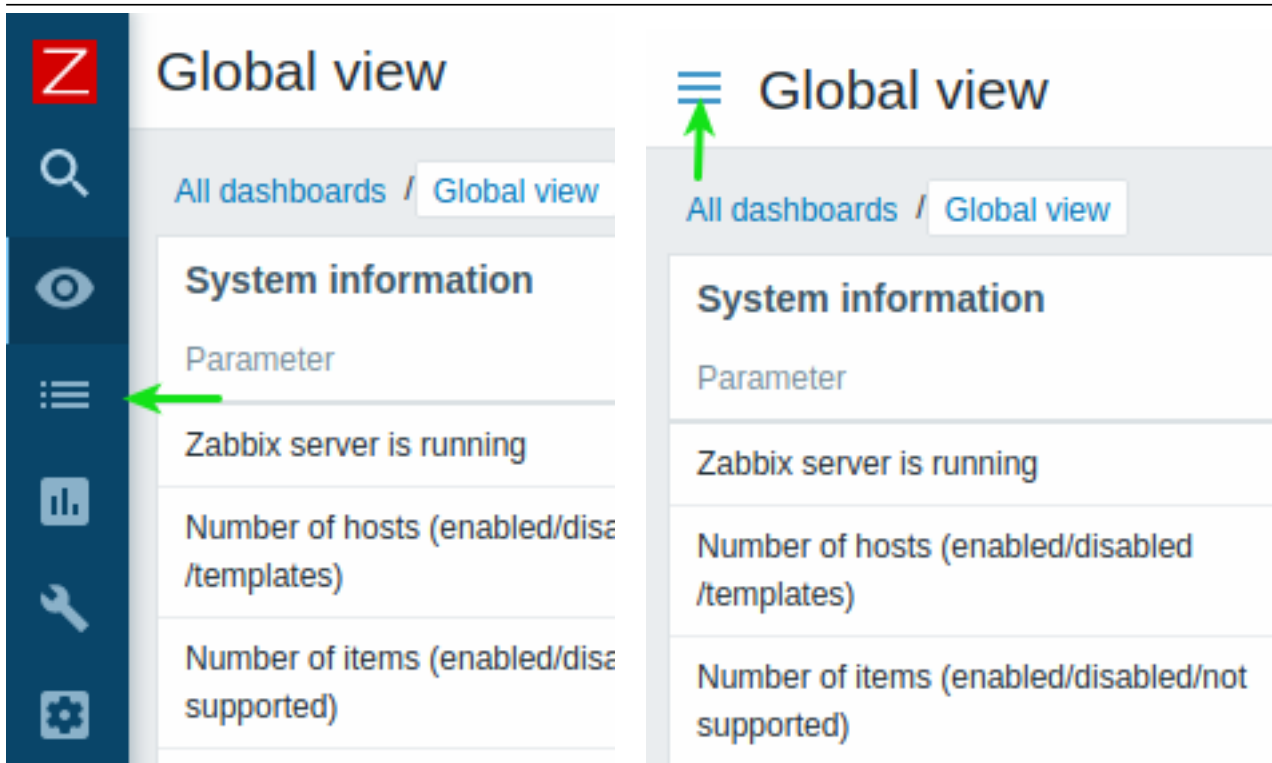 Z
Global view
All dashboards / Global view
System information
Parameter
Zabbix server is running
Number of hosts (enabled/disa
/templates)
Number of items (enabled/disa
supported)
Global view
All dashboards / Global view
System information
Parameter
Zabbix server is running
Number of hosts (enabled/disabled
/templates)
Number of items (enabled/disabled/not
supported)